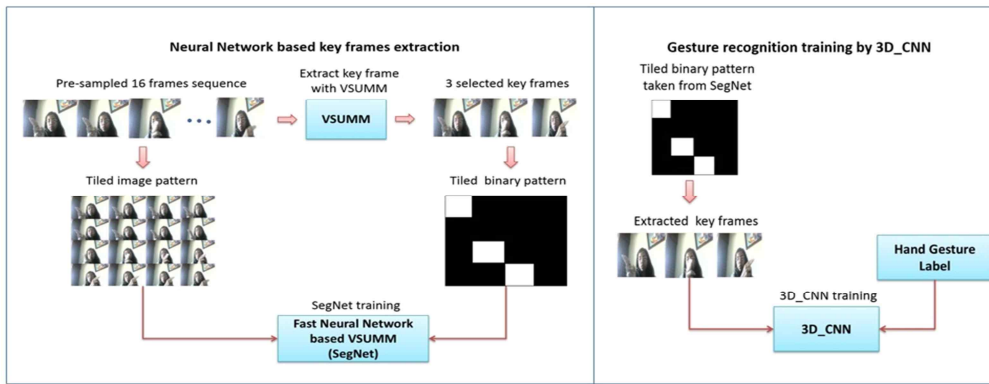 Neural Network based key frames extraction
Pre-sampled 16 frames sequence
Extract key frame
with VSUMM
3 selected key frames
VSUMM
Tiled image pattern
Tiled binary pattern
SegNet training
Fast Neural Network
based VSUMM
(SegNet)
Gesture recognition training by 3D_CNN
Tiled binary pattern
taken from SegNet
Extracted key frames
Hand Gesture
Label
3D_CNN training
3D_CNN